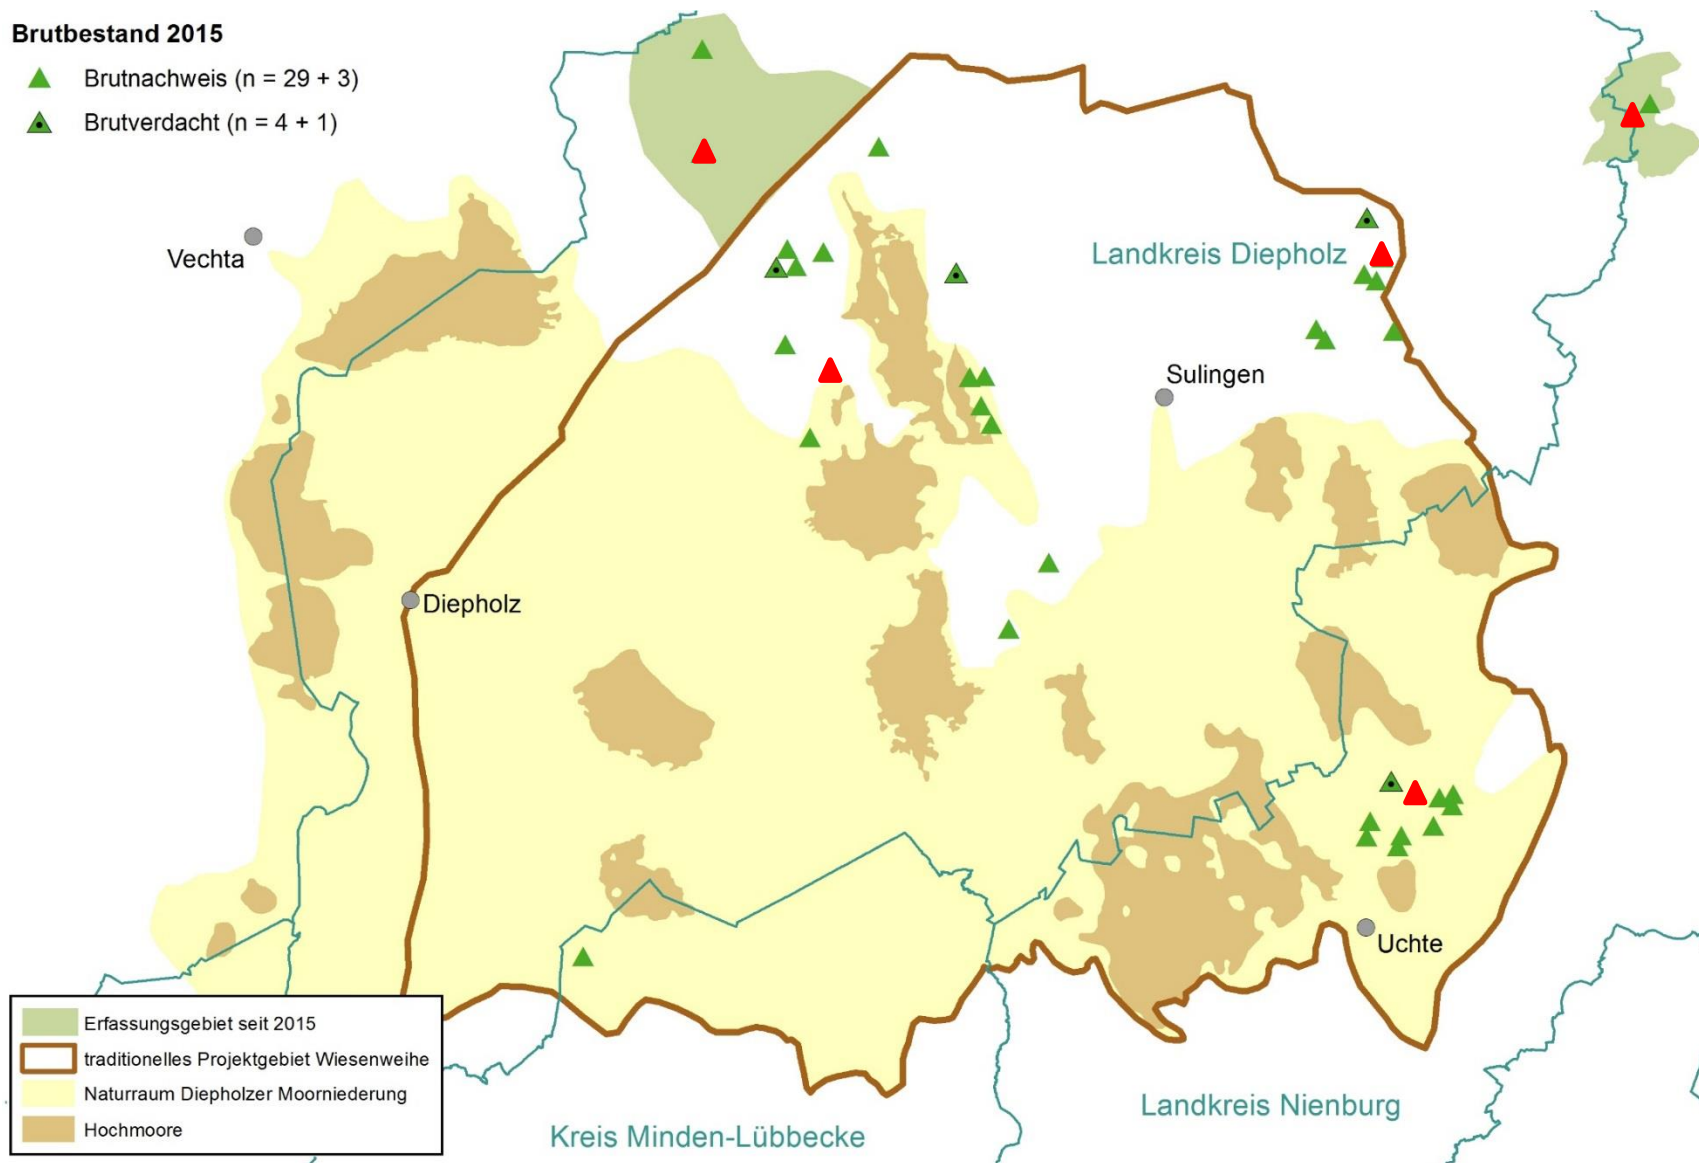 Brutbestand 2015
Brutnachweis (n = 29 + 3)
Brutverdacht (n = 4 + 1)
Vechta
Landkreis Diepholz
Sulingen
Diepholz
Uchte
Erfassungsgebiet seit 2015
traditionelles Projektgebiet Wiesenweihe
Naturraum Diepholzer Moorniederung
Hochmoore
Landkreis Nienburg
Kreis Minden-Lübbecke